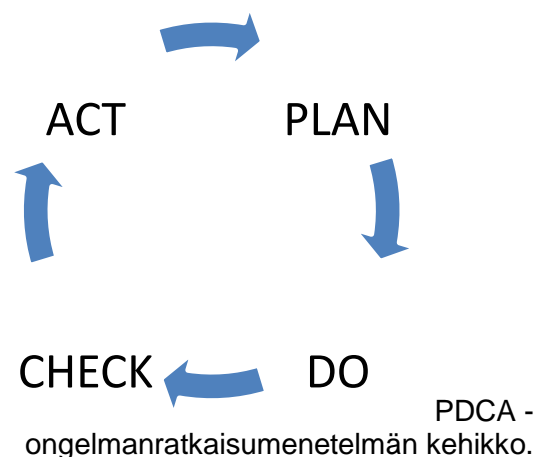 ACT PLAN
CHECK DO
PDCA -
ongelmanratkaisumenetelmän kehikko.